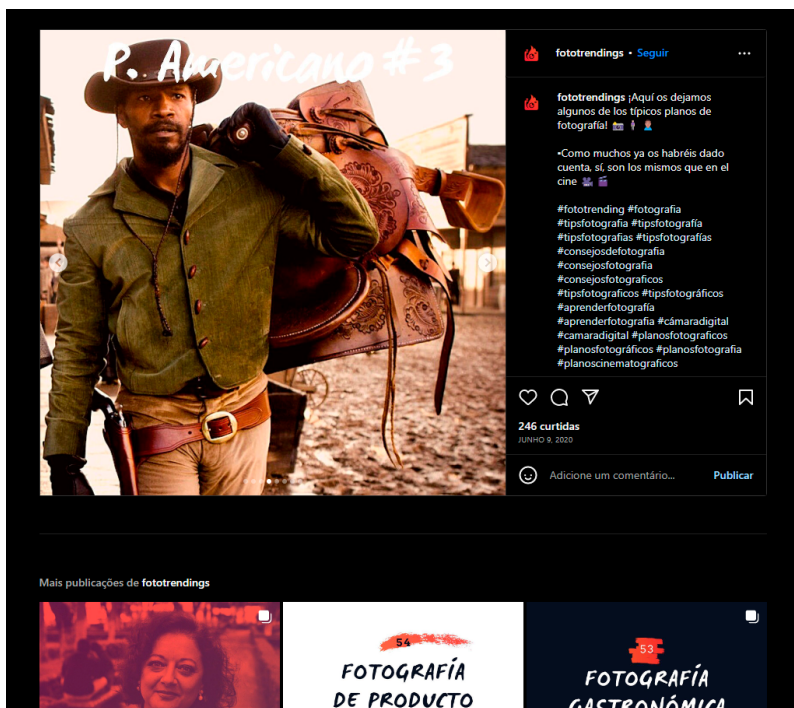 P. Americano #3
fototrendings • Seguir
fototrendings ¡Aquí os dejamos
algunos de los típicos planos de
fotografía! 📸 🕴 💆🏽‍♂️
•Como muchos ya os habréis dado
cuenta, sí, son los mismos que en el
cine 🎥 🎬
#fototrending #fotografia
#tipsfotografia #tipsfotografía
#tipsfotografias #tipsfotografías
#consejosdefotografia
#consejosfotografia
#consejosfotograficos
#tipsfotograficos #tipsfotográficos
#aprenderfotografía
#aprenderfotografia #cámaradigital
#camaradigital #planosfotograficos
#planosfotográficos #planosfotografia
#planoscinematograficos
246 curtidas
JUNHO 9, 2020
Adicione um comentário... Publicar
Mais publicações de fototrendings
54
FOTOGRAFÍA
DE PRODUCTO
53
FOTOGRAFÍA
GASTRONÓMICA